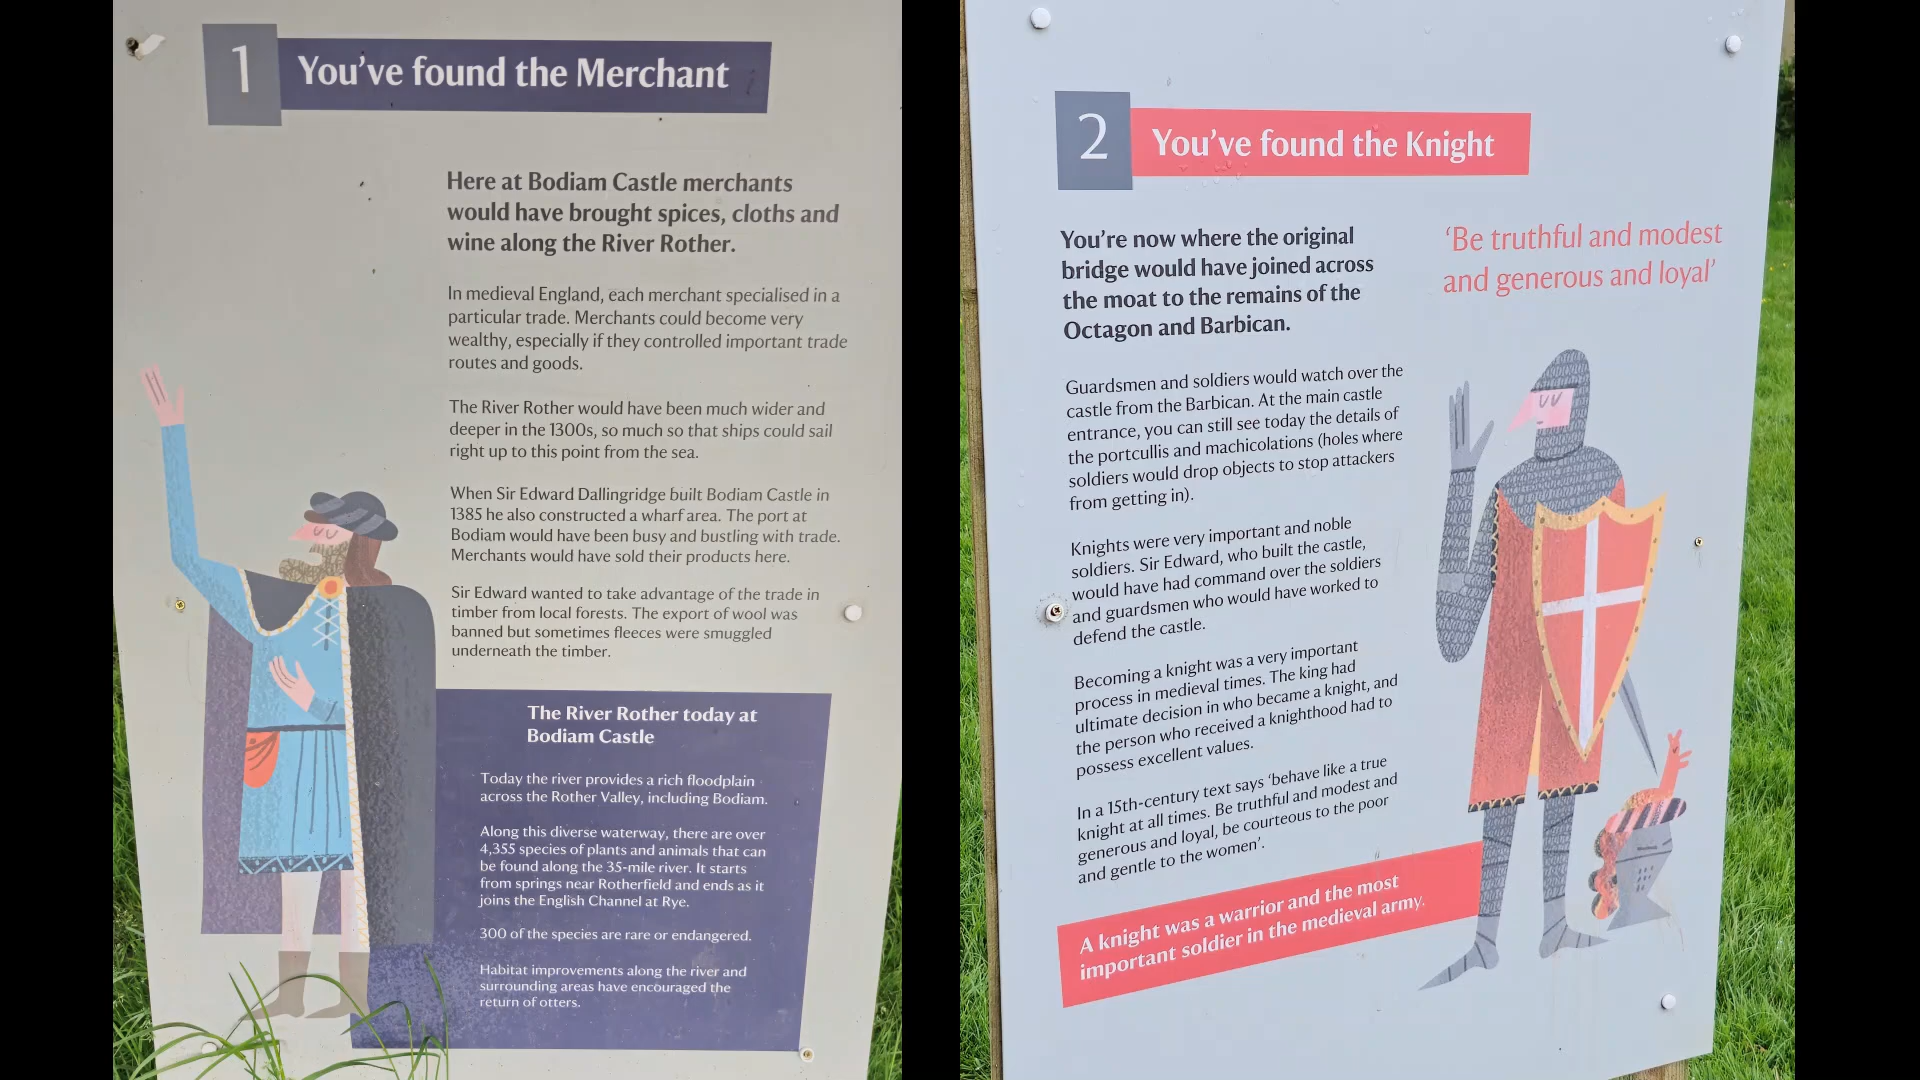 1
You've found the Merchant
Here at Bodiam Castle merchants
would have brought spices, cloths and
wine along the River Rother.
In medieval England, each merchant specialised in a
particular trade. Merchants could become very
wealthy, especially if they controlled important trade
routes and goods.
The River Rother would have been much wider and
deeper in the 1300s, so much so that ships could sail
right up to this point from the sea.
When Sir Edward Dallingridge built Bodiam Castle in
1385 he also constructed a wharf area. The port at
Bodiam would have been busy and bustling with trade.
Merchants would have sold their products here.
Sir Edward wanted to take advantage of the trade in
timber from local forests. The export of wool was
banned but sometimes fleeces were smuggled
underneath the timber.
The River Rother today at
Bodiam Castle
Today the river provides a rich floodplain
across the Rother Valley, including Bodiam.
Along this diverse waterway, there are over
4,355 species of plants and animals that can
be found along the 35-mile river. It starts
from springs near Rotherfield and ends as it
joins the English Channel at Rye.
300 of the species are rare or endangered.
Habitat improvements along the river and
surrounding areas have encouraged the
return of otters.
2
You've found the Knight
You're now where the original
bridge would have joined across
the moat to the remains of the
Octagon and Barbican.
'Be truthful and modest
and generous and loyal'
Guardsmen and soldiers would watch over the
castle from the Barbican. At the main castle
entrance, you can still see today the details of
the portcullis and machicolations (holes where
soldiers would drop objects to stop attackers
from getting in).
Knights were very important and noble
soldiers. Sir Edward, who built the castle,
would have had command over the soldiers
and guardsmen who would have worked to
defend the castle.
Becoming a knight was a very important
process in medieval times. The king had
ultimate decision in who became a knight, and
the person who received a knighthood had to
possess excellent values.
In a 15th-century text says 'behave like a true
knight at all times. Be truthful and modest and
generous and loyal, be courteous to the poor
and gentle to the women'.
A knight was a warrior and the most
important soldier in the medieval army.